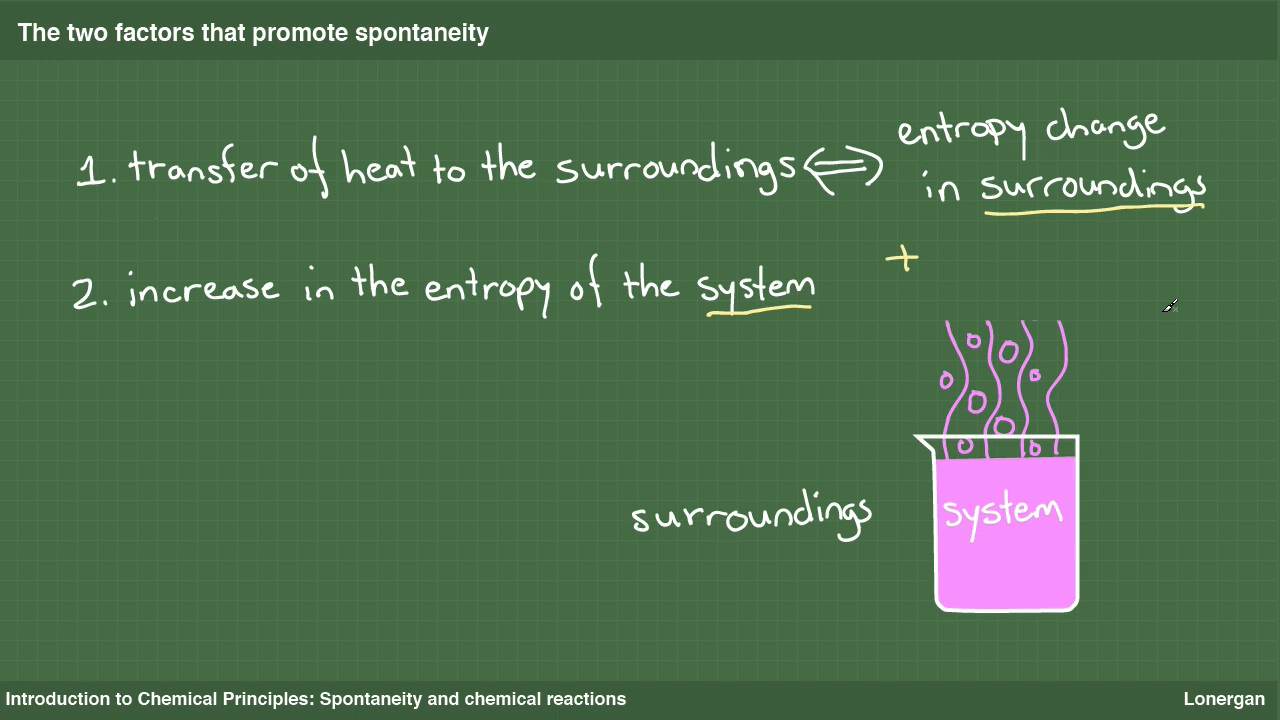 The two factors that promote spontaneity
1. transfer of heat to the surroundings ⇔ entropy change
in surroundings
+
2. increase in the entropy of the system
surroundings
system
Introduction to Chemical Principles: Spontaneity and chemical reactions
Lonergan